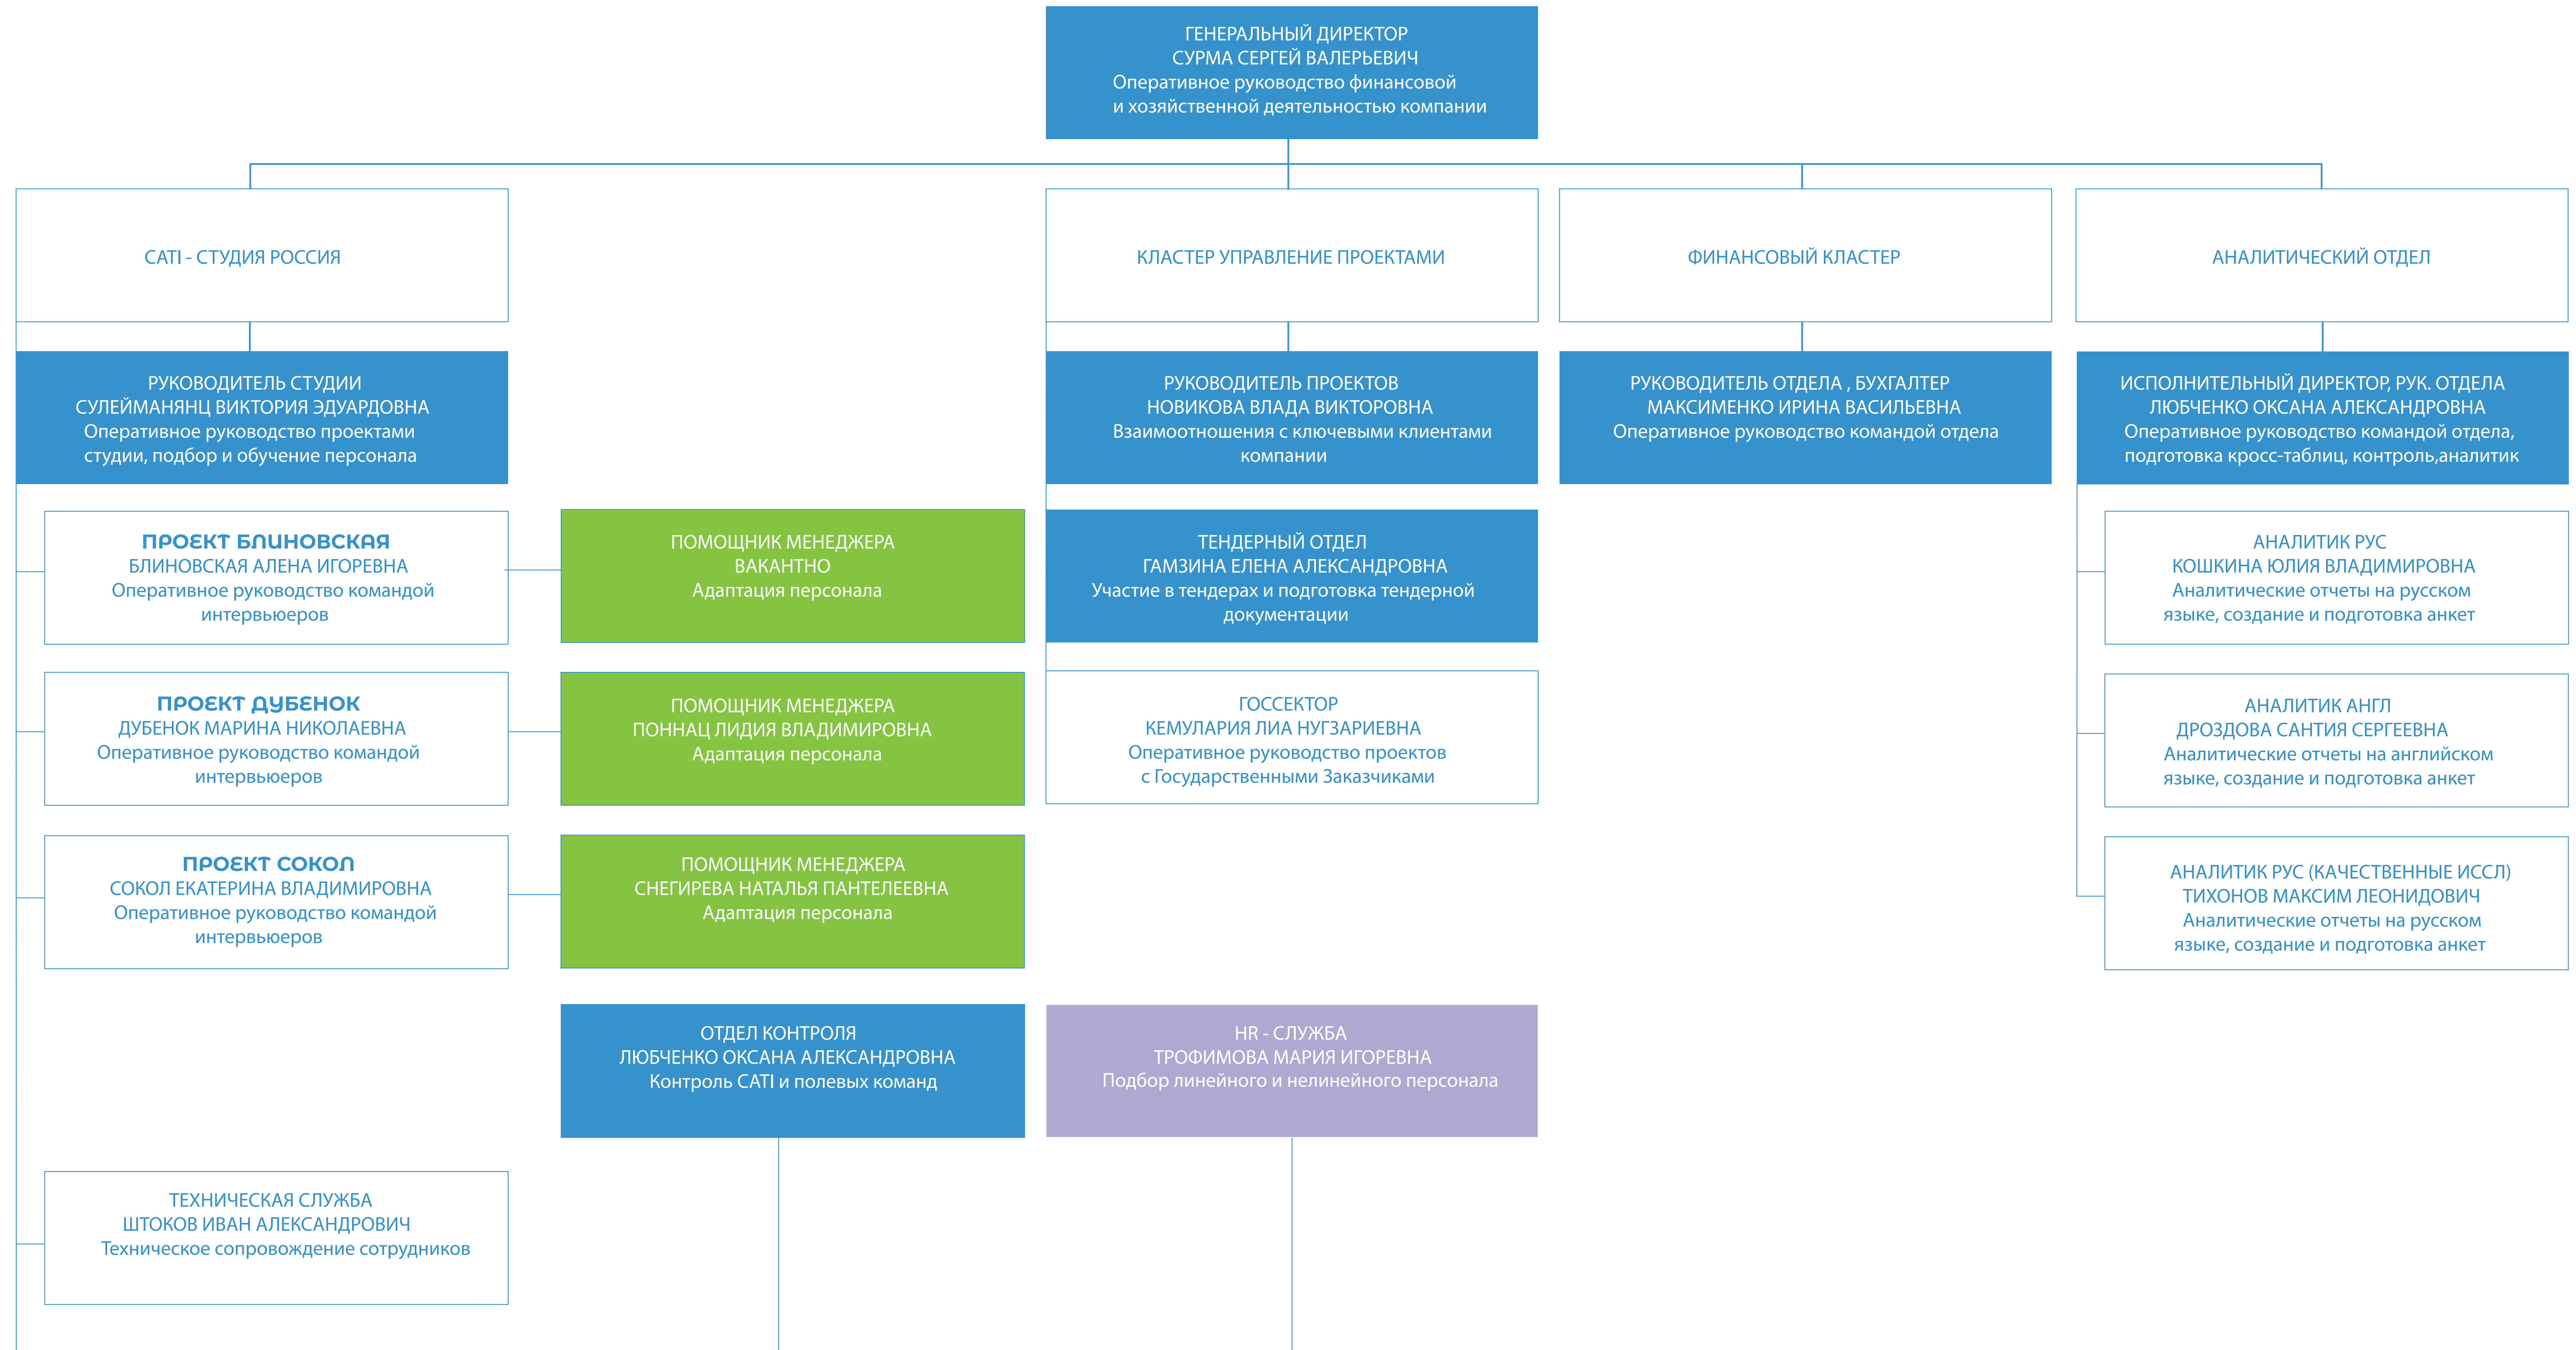 ГЕНЕРАЛЬНЫЙ ДИРЕКТОР
СУРМА СЕРГЕЙ ВАЛЕРЬЕВИЧ
Оперативное руководство финансовой
и хозяйственной деятельностью компании
CATI - СТУДИЯ РОССИЯ
КЛАСТЕР УПРАВЛЕНИЕ ПРОЕКТАМИ
ФИНАНСОВЫЙ КЛАСТЕР
АНАЛИТИЧЕСКИЙ ОТДЕЛ
РУКОВОДИТЕЛЬ СТУДИИ
СУЛЕЙМАНЯНЦ ВИКТОРИЯ ЭДУАРДОВНА
Оперативное руководство проектами
студии, подбор и обучение персонала
РУКОВОДИТЕЛЬ ПРОЕКТОВ
НОВИКОВА ВЛАДА ВИКТОРОВНА
Взаимоотношения с ключевыми клиентами
компании
РУКОВОДИТЕЛЬ ОТДЕЛА , БУХГАЛТЕР
МАКСИМЕНКО ИРИНА ВАСИЛЬЕВНА
Оперативное руководство командой отдела
ИСПОЛНИТЕЛЬНЫЙ ДИРЕКТОР, РУК. ОТДЕЛА
ЛЮБЧЕНКО ОКСАНА АЛЕКСАНДРОВНА
Оперативное руководство командой отдела,
подготовка кросс-таблиц, контроль,аналитик
ПРОЕКТ БЛИНОВСКАЯ
БЛИНОВСКАЯ АЛЕНА ИГОРЕВНА
Оперативное руководство командой
интервьюеров
ПОМОЩНИК МЕНЕДЖЕРА
ВАКАНТНО
Адаптация персонала
ТЕНДЕРНЫЙ ОТДЕЛ
ГАМЗИНА ЕЛЕНА АЛЕКСАНДРОВНА
Участие в тендерах и подготовка тендерной
документации
АНАЛИТИК РУС
КОШКИНА ЮЛИЯ ВЛАДИМИРОВНА
Аналитические отчеты на русском
языке, создание и подготовка анкет
ПРОЕКТ ДУБЕНОК
ДУБЕНОК МАРИНА НИКОЛАЕВНА
Оперативное руководство командой
интервьюеров
ПОМОЩНИК МЕНЕДЖЕРА
ПОННАЦ ЛИДИЯ ВЛАДИМИРОВНА
Адаптация персонала
ГОССЕКТОР
КЕМУЛАРИЯ ЛИА НУГЗАРИЕВНА
Оперативное руководство проектов
с Государственными Заказчиками
АНАЛИТИК АНГЛ
ДРОЗДОВА САНТИЯ СЕРГЕЕВНА
Аналитические отчеты на английском
языке, создание и подготовка анкет
ПРОЕКТ СОКОЛ
СОКОЛ ЕКАТЕРИНА ВЛАДИМИРОВНА
Оперативное руководство командой
интервьюеров
ПОМОЩНИК МЕНЕДЖЕРА
СНЕГИРЕВА НАТАЛЬЯ ПАНТЕЛЕЕВНА
Адаптация персонала
АНАЛИТИК РУС (КАЧЕСТВЕННЫЕ ИССЛ)
ТИХОНОВ МАКСИМ ЛЕОНИДОВИЧ
Аналитические отчеты на русском
языке, создание и подготовка анкет
ОТДЕЛ КОНТРОЛЯ
ЛЮБЧЕНКО ОКСАНА АЛЕКСАНДРОВНА
Контроль CATI и полевых команд
HR - СЛУЖБА
ТРОФИМОВА МАРИЯ ИГОРЕВНА
Подбор линейного и нелинейного персонала
ТЕХНИЧЕСКАЯ СЛУЖБА
ШТОКОВ ИВАН АЛЕКСАНДРОВИЧ
Техническое сопровождение сотрудников